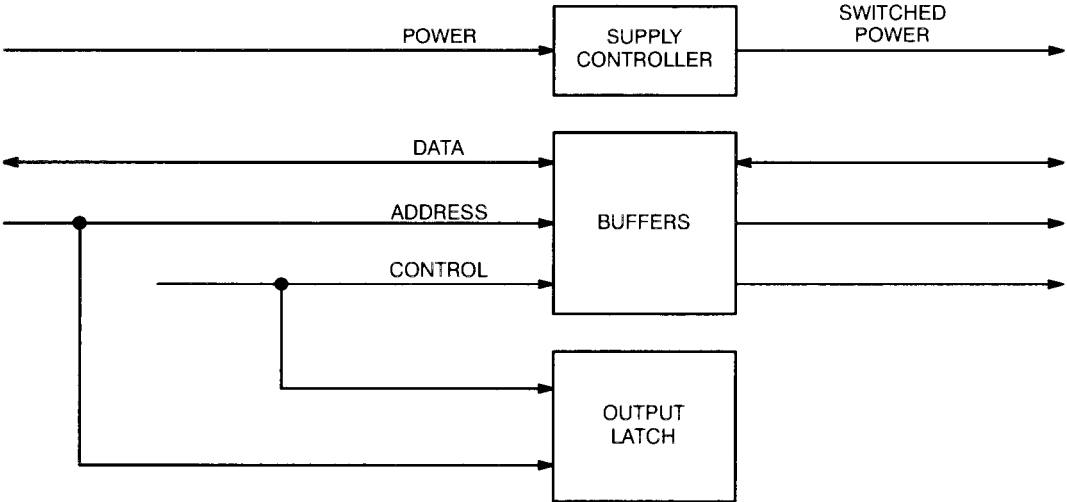 POWER
SUPPLY
CONTROLLER
SWITCHED
POWER
DATA
ADDRESS
CONTROL
BUFFERS
OUTPUT
LATCH